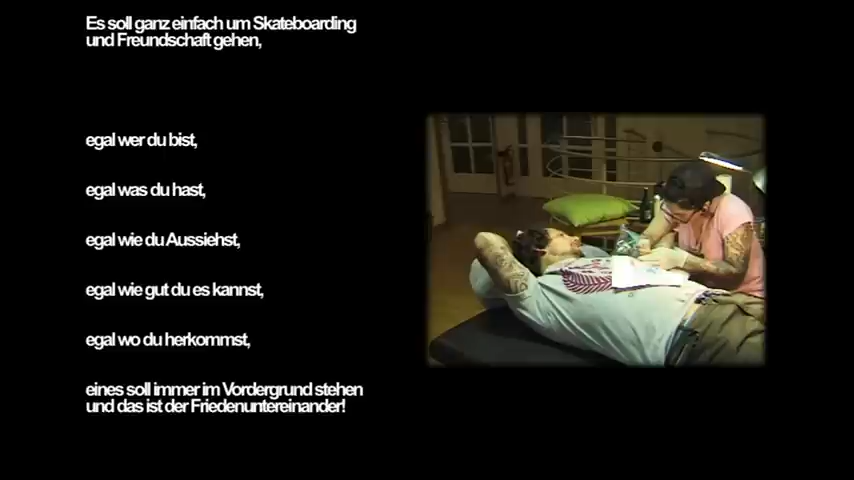 Es soll ganz einfach um Skateboarding
und Freundschaft gehen,
egal wer du bist,
egal was du hast,
egal wie du Aussiehst,
egal wie gut du es kannst,
egal wo du herkommst,
eines soll immer im Vordergrund stehen
und das ist der Friedenuntereinander!